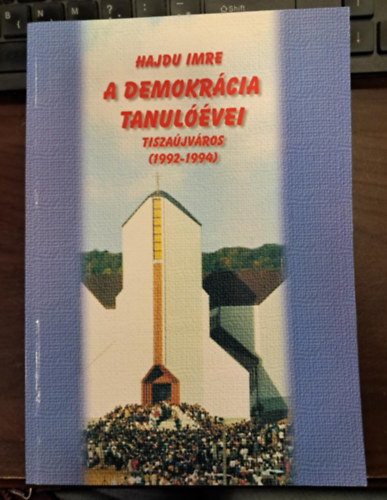 HAJDU IMRE
A DEMOKRÁCIA
TANULÓÉVEI
TISZAÚJVÁROS
(1992-1994)